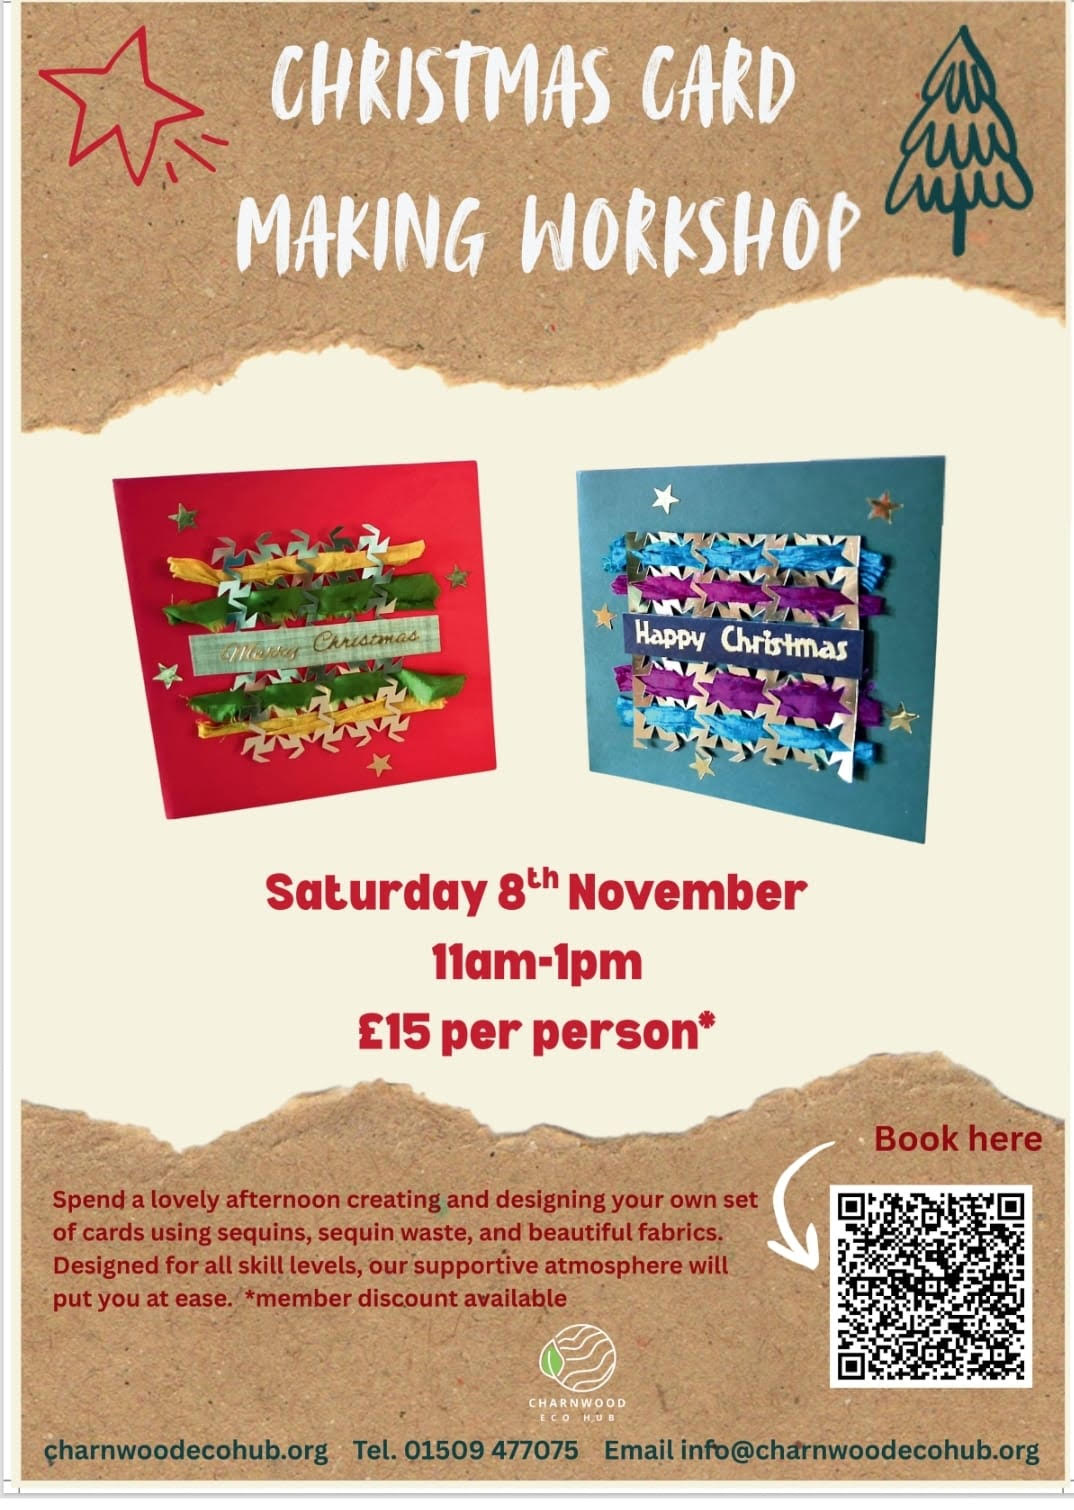 CHRISTMAS CARD
MAKING WORKSHOP
Merry Christmas
Happy Christmas
Saturday 8th November
11am-1pm
£15 per person*
Book here
Spend a lovely afternoon creating and designing your own set
of cards using sequins, sequin waste, and beautiful fabrics.
Designed for all skill levels, our supportive atmosphere will
put you at ease. *member discount available
CHARNWOOD
ECO HUB
charnwoodecohub.org Tel. 01509 477075 Email info@charnwoodecohub.org